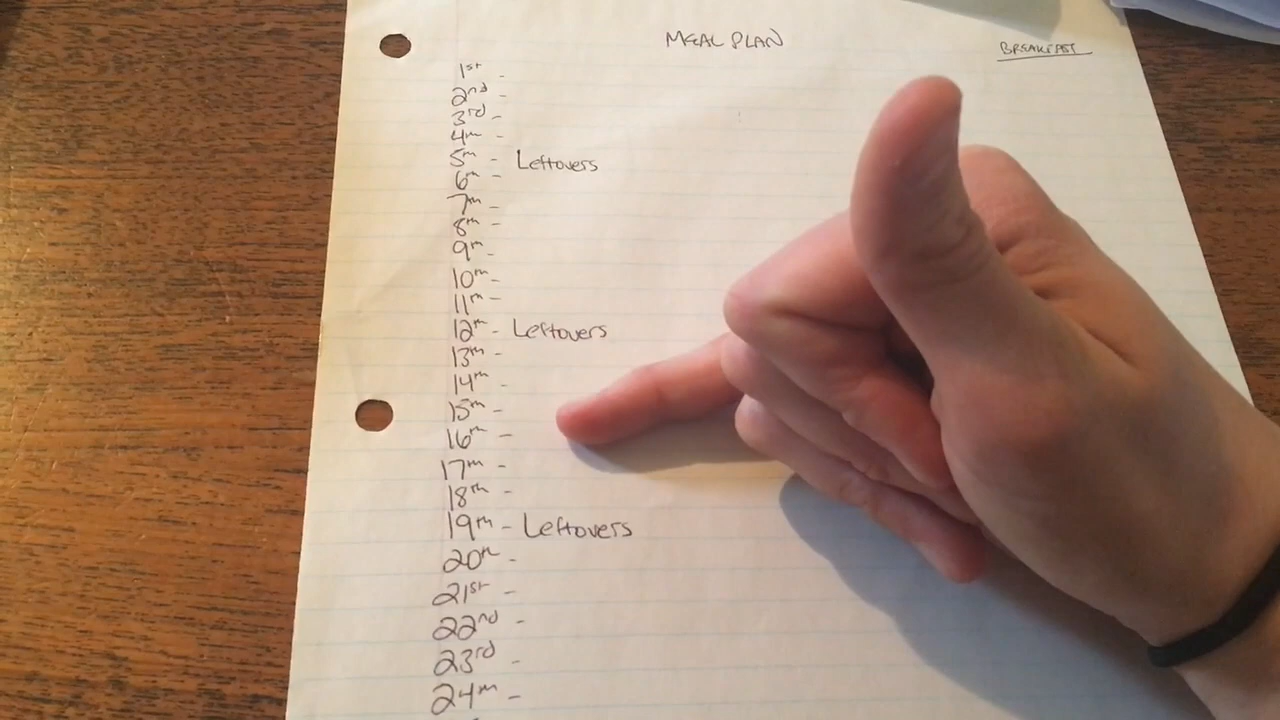 MEAL PLAN
BREAKFAST
1st -
2nd -
3rd -
4th -
5th - Leftovers
6th -
7th -
8th -
9th -
10th -
11th -
12th - Leftovers
13th -
14th -
15th -
16th -
17th -
18th -
19th - Leftovers
20th -
21st -
22nd -
23rd -
24th -